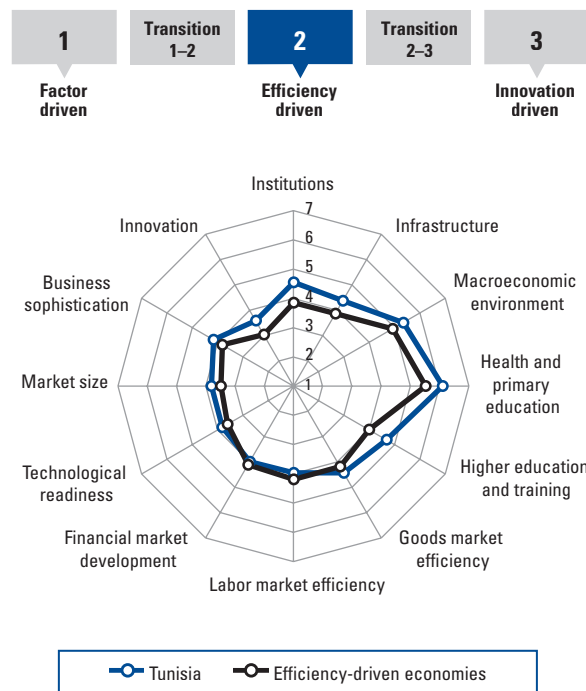 1
Transition
1–2
2
Transition
2–3
3
Factor
driven
Efficiency
driven
Innovation
driven
Institutions
7
Innovation
Infrastructure
6
Business
sophistication
5
Macroeconomic
environment
4
3
2
Market size
1
Health and
primary
education
Technological
readiness
Higher education
and training
Financial market
development
Goods market
efficiency
Labor market efficiency
Tunisia
Efficiency-driven economies